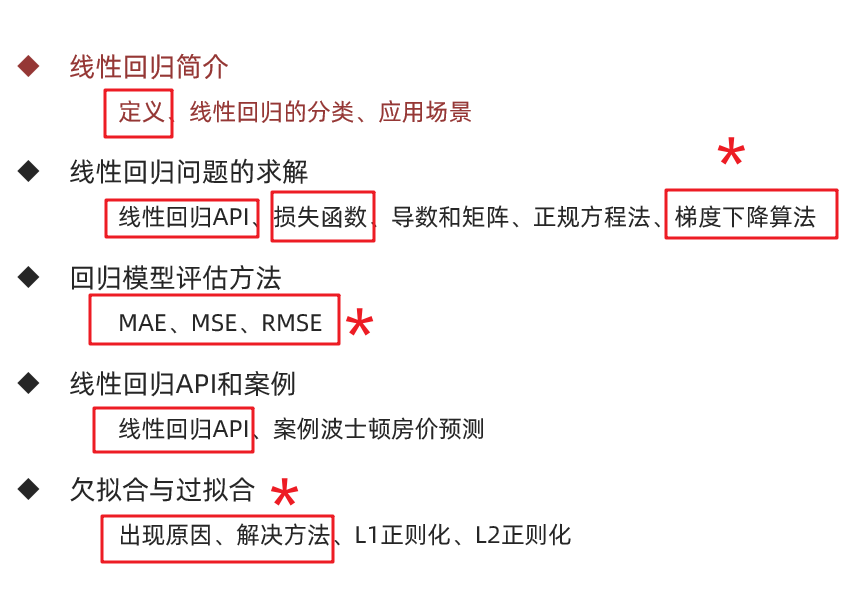 线性回归简介
定义、线性回归的分类、应用场景
线性回归问题的求解
线性回归API、损失函数、导数和矩阵、正规方程法、梯度下降算法
回归模型评估方法
MAE、MSE、RMSE
线性回归API和案例
线性回归API、案例波士顿房价预测
欠拟合与过拟合
出现原因、解决方法、L1正则化、L2正则化